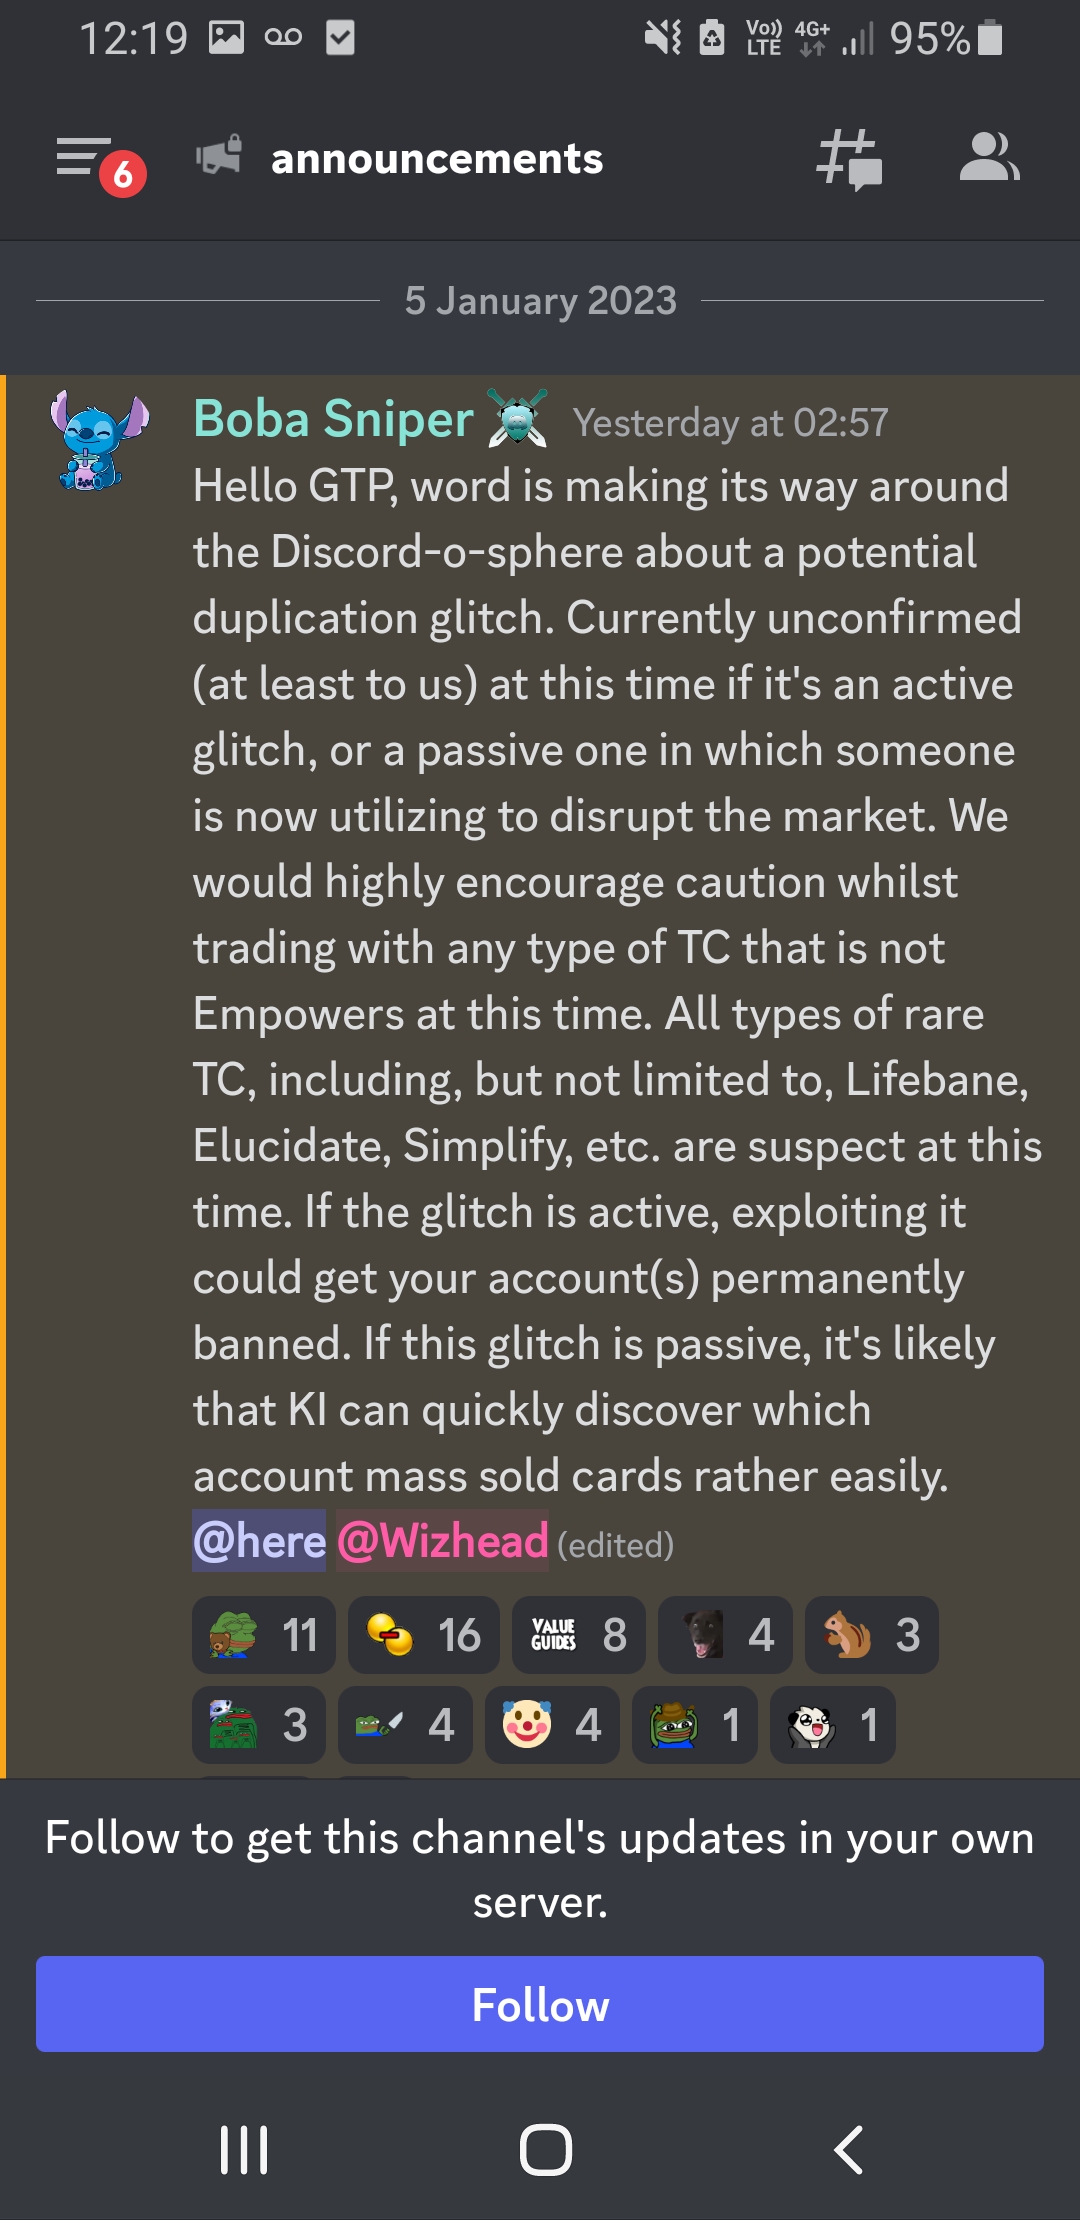 12:19 Vo)) LTE 4G+ 95%
6 announcements
5 January 2023
Boba Sniper Yesterday at 02:57
Hello GTP, word is making its way around
the Discord-o-sphere about a potential
duplication glitch. Currently unconfirmed
(at least to us) at this time if it's an active
glitch, or a passive one in which someone
is now utilizing to disrupt the market. We
would highly encourage caution whilst
trading with any type of TC that is not
Empowers at this time. All types of rare
TC, including, but not limited to, Lifebane,
Elucidate, Simplify, etc. are suspect at this
time. If the glitch is active, exploiting it
could get your account(s) permanently
banned. If this glitch is passive, it's likely
that KI can quickly discover which
account mass sold cards rather easily.
@here @Wizhead (edited)
11 16 VALUE GUIDES 8 4 3
3 4 4 1 1
Follow to get this channel's updates in your own
server.
Follow